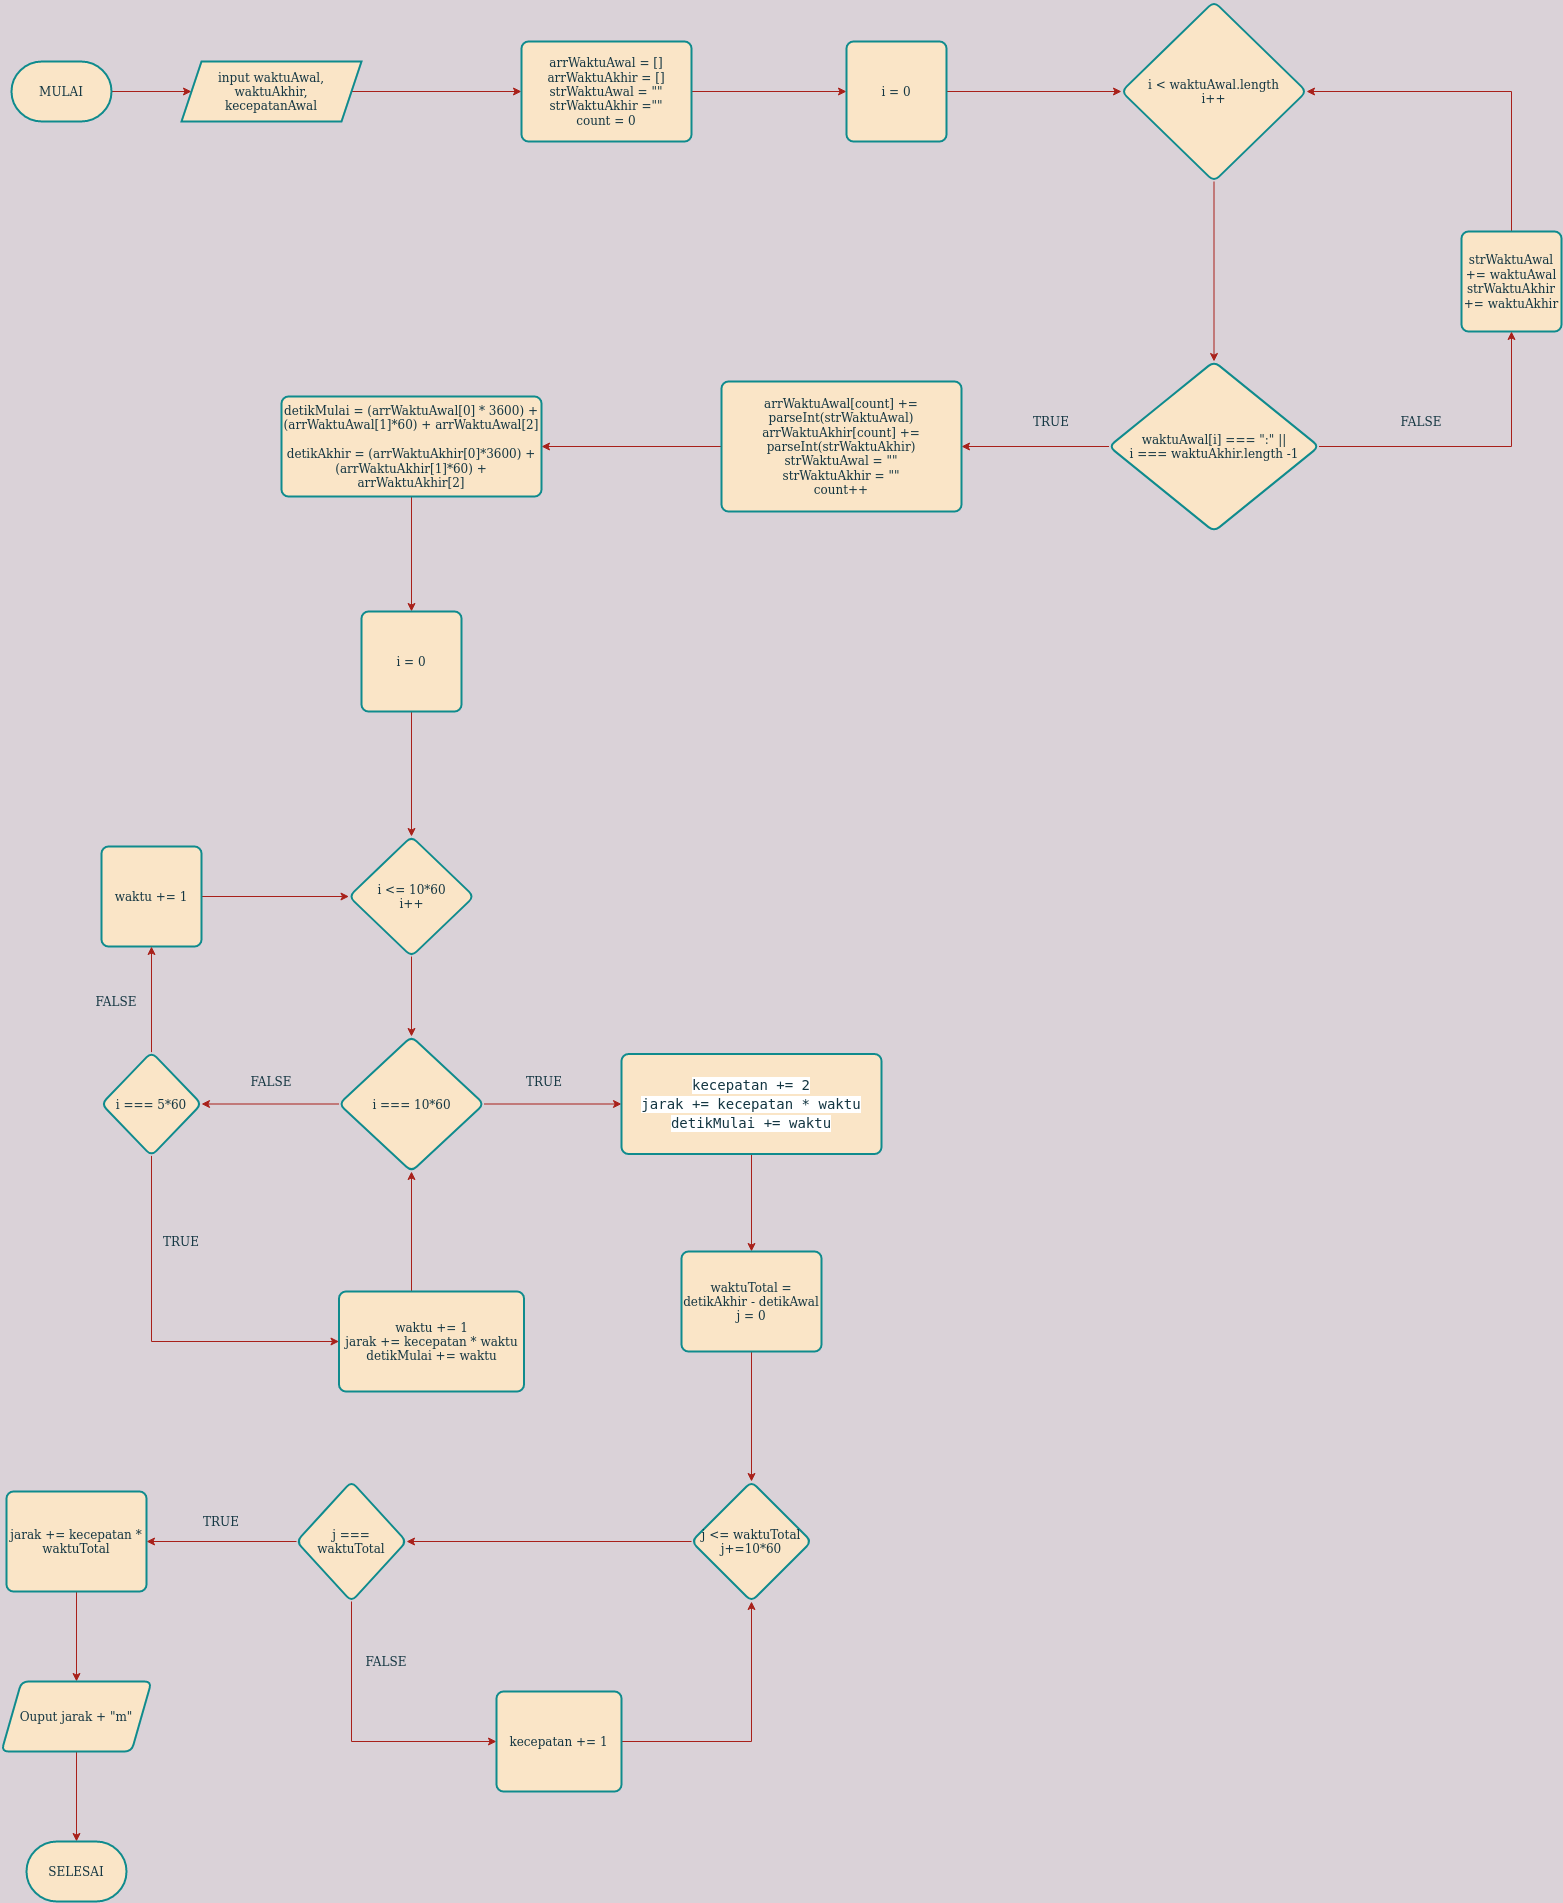 MULAI
input waktuAwal,
waktuAkhir,
kecepatanAwal
arrWaktuAwal = []
arrWaktuAkhir = []
strWaktuAwal = ""
strWaktuAkhir =""
count = 0
i = 0
i < waktuAwal.length
i++
strWaktuAwal
+= waktuAwal
strWaktuAkhir
+= waktuAkhir
waktuAwal[i] === ":" ||
i === waktuAkhir.length -1
TRUE
FALSE
arrWaktuAwal[count] +=
parseInt(strWaktuAwal)
arrWaktuAkhir[count] +=
parseInt(strWaktuAkhir)
strWaktuAwal = ""
strWaktuAkhir = ""
count++
detikMulai = (arrWaktuAwal[0] * 3600) +
(arrWaktuAwal[1]*60) + arrWaktuAwal[2]
detikAkhir = (arrWaktuAkhir[0]*3600) +
(arrWaktuAkhir[1]*60) +
arrWaktuAkhir[2]
i = 0
waktu += 1
i <= 10*60
i++
FALSE
i === 5*60
FALSE
i === 10*60
TRUE
kecepatan += 2
jarak += kecepatan * waktu
detikMulai += waktu
TRUE
waktu += 1
jarak += kecepatan * waktu
detikMulai += waktu
waktuTotal =
detikAkhir - detikAwal
j = 0
j <= waktuTotal
j+=10*60
j ===
waktuTotal
TRUE
jarak += kecepatan *
waktuTotal
FALSE
kecepatan += 1
Ouput jarak + "m"
SELESAI